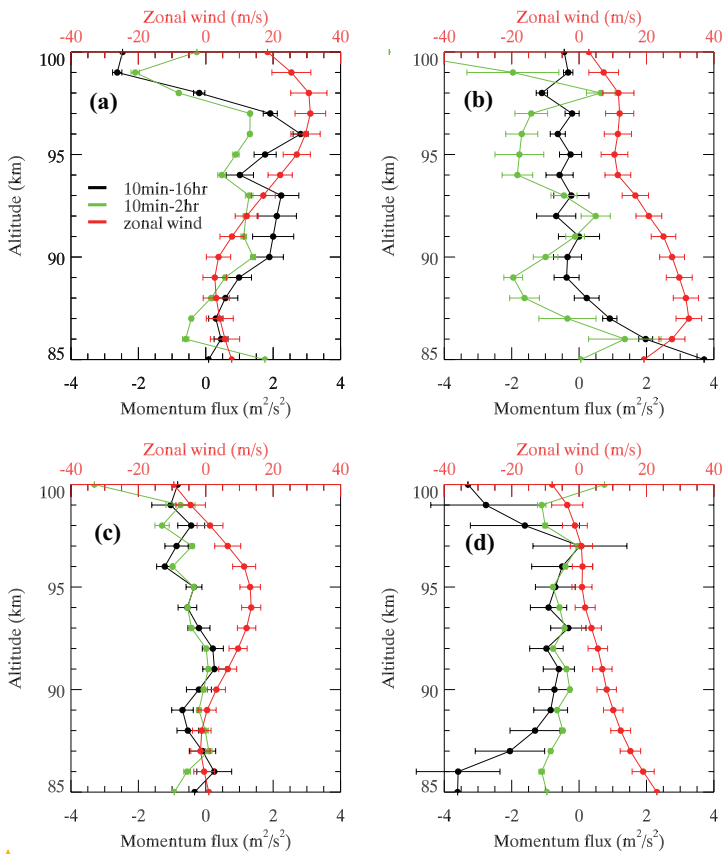 Zonal wind (m/s)
-40 -20 0 20 40
100
95
90
85
Altitude (km)
(a)
10min-16hr
10min-2hr
zonal wind
-4 -2 0 2 4
Momentum flux (m²/s²)
Zonal wind (m/s)
-40 -20 0 20 40
100
95
90
85
Altitude (km)
(b)
-4 -2 0 2 4
Momentum flux (m²/s²)
Zonal wind (m/s)
-40 -20 0 20 40
100
95
90
85
Altitude (km)
(c)
-4 -2 0 2 4
Momentum flux (m²/s²)
Zonal wind (m/s)
-40 -20 0 20 40
100
95
90
85
Altitude (km)
(d)
-4 -2 0 2 4
Momentum flux (m²/s²)